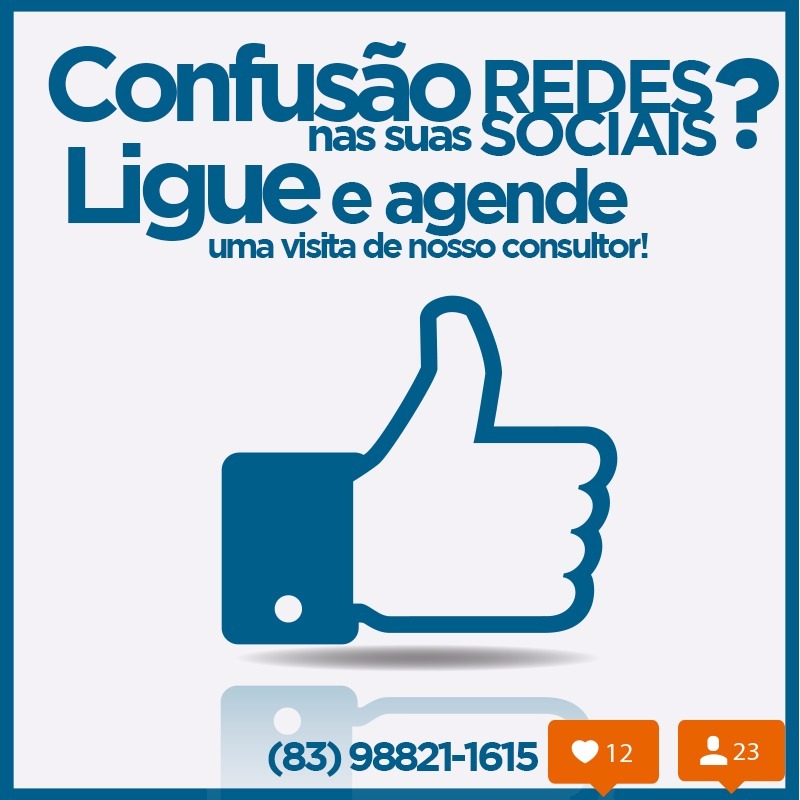 Confusão REDES
nas suas SOCIAIS?
Ligue e agende
uma visita de nosso consultor!
(83) 98821-1615 12 23